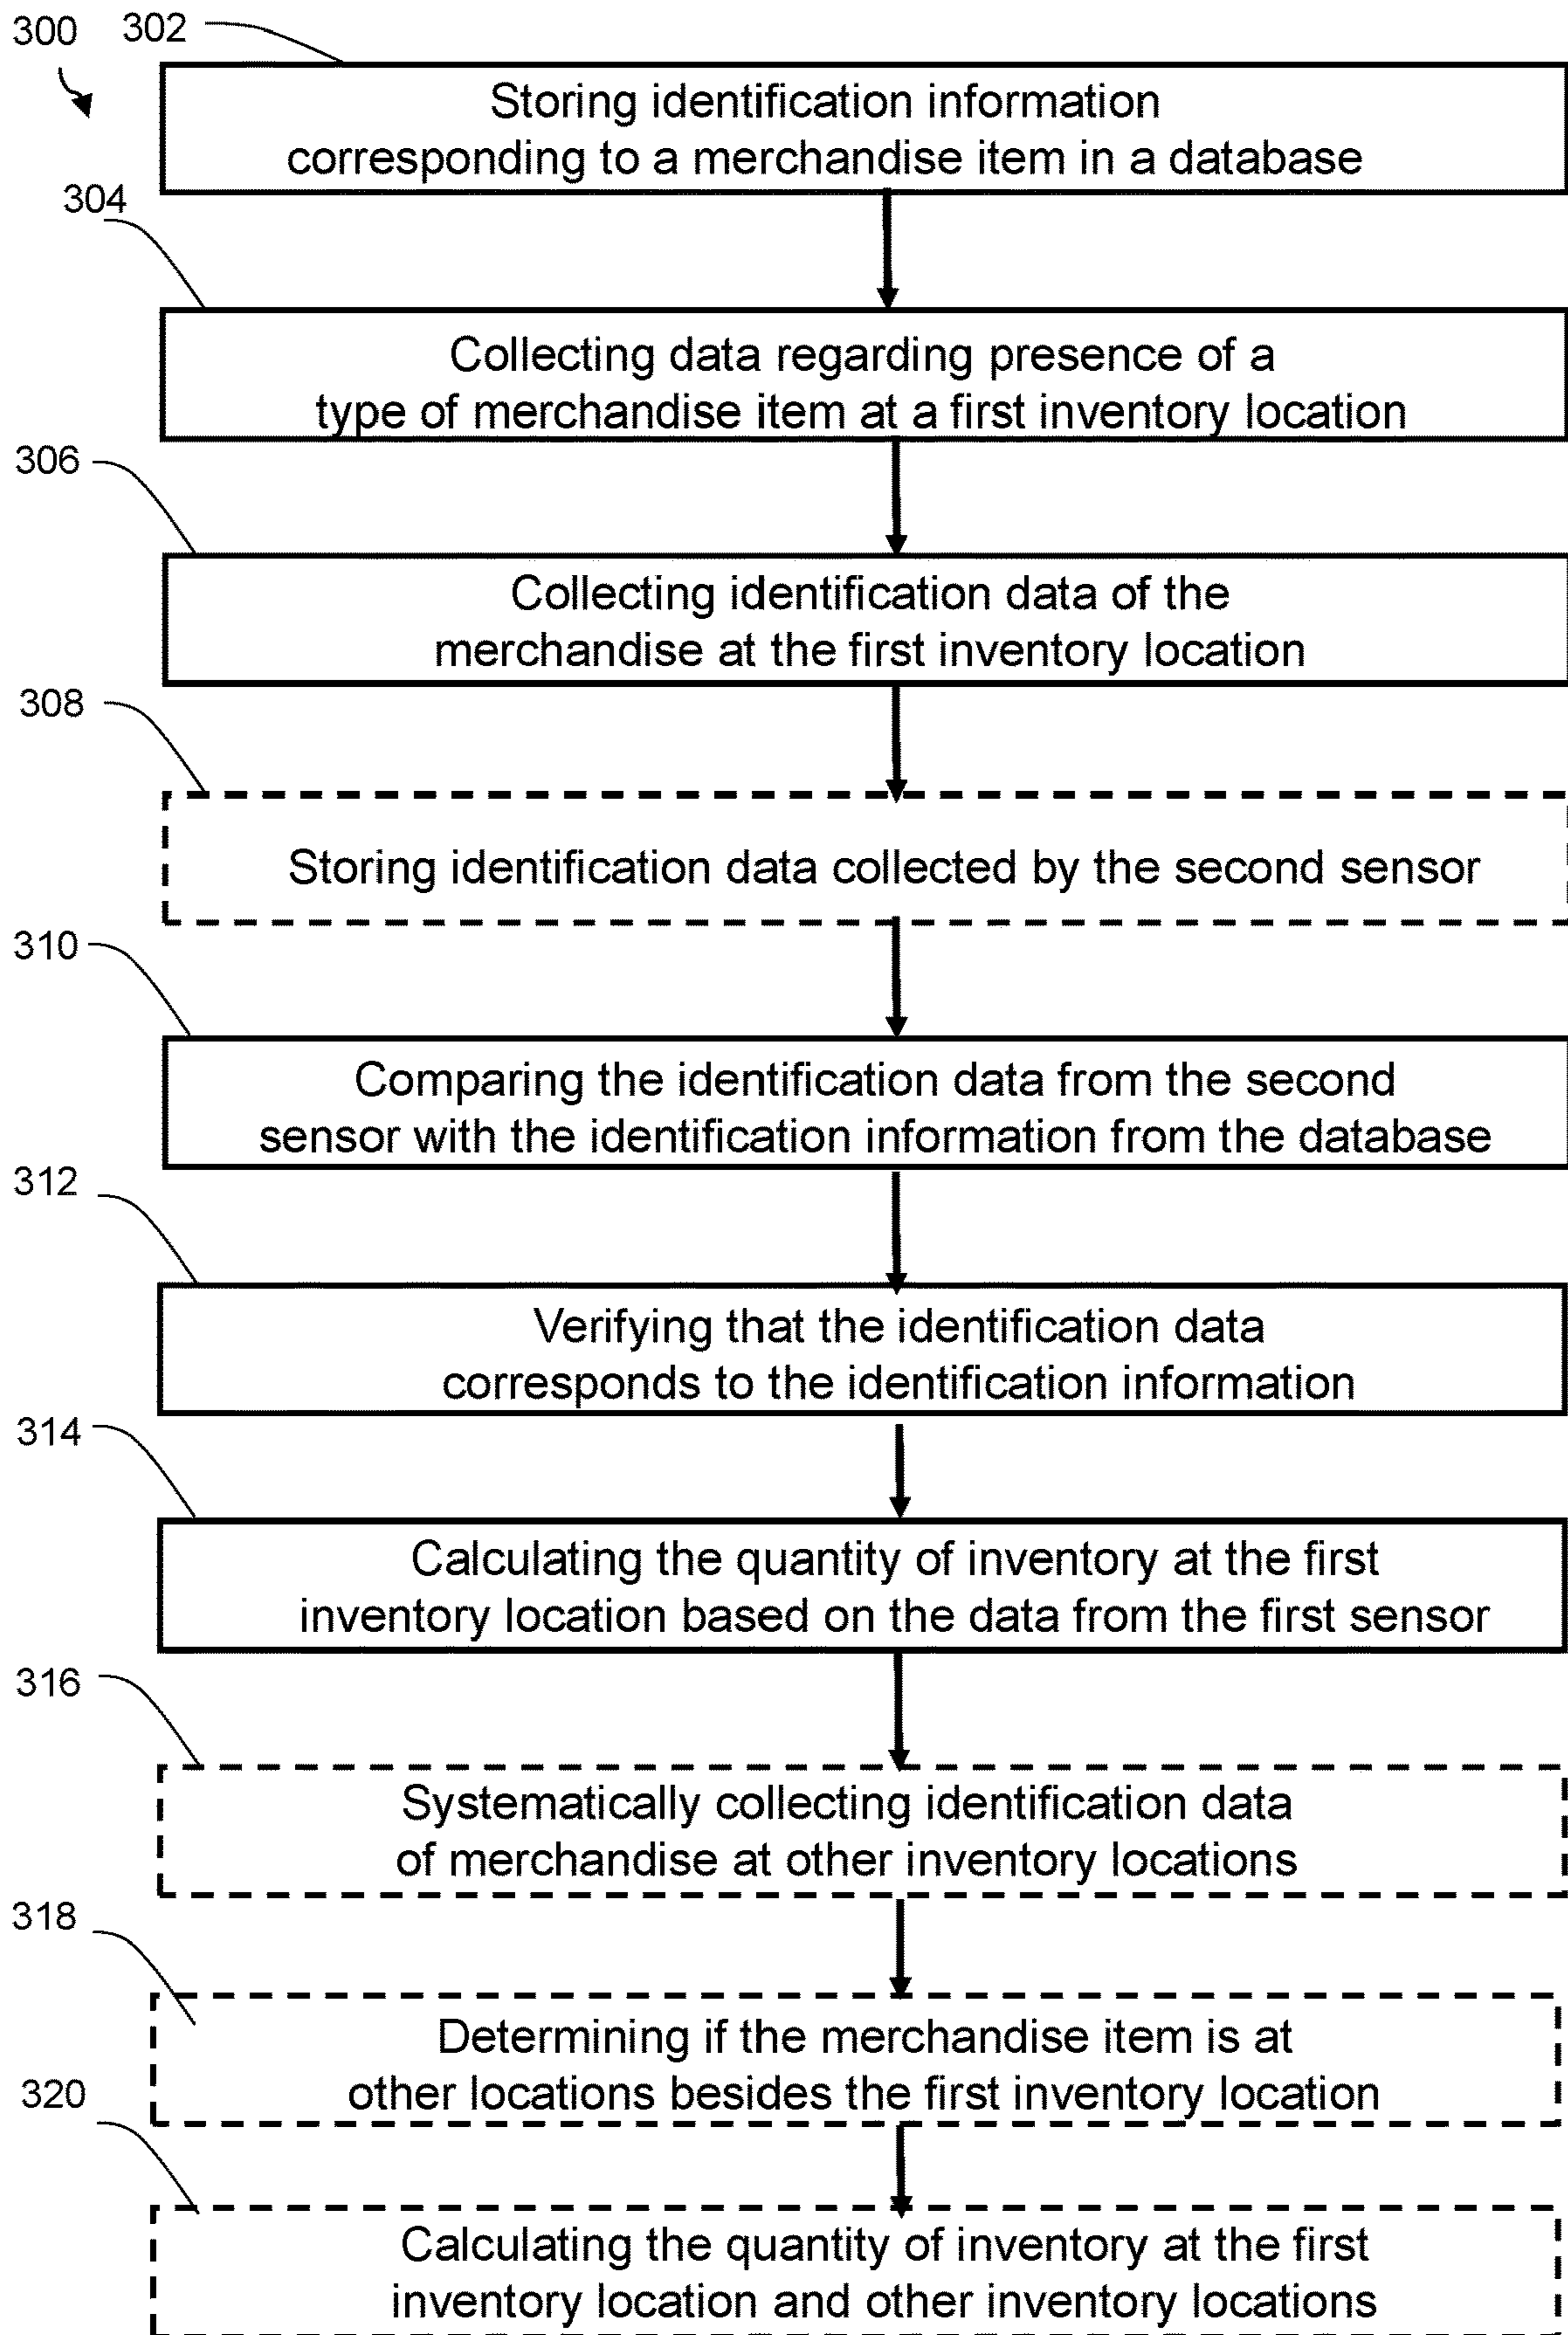 300 302
Storing identification information
corresponding to a merchandise item in a database
304
Collecting data regarding presence of a
type of merchandise item at a first inventory location
306
Collecting identification data of the
merchandise at the first inventory location
308
Storing identification data collected by the second sensor
310
Comparing the identification data from the second
sensor with the identification information from the database
312
Verifying that the identification data
corresponds to the identification information
314
Calculating the quantity of inventory at the first
inventory location based on the data from the first sensor
316
Systematically collecting identification data
of merchandise at other inventory locations
318
Determining if the merchandise item is at
other locations besides the first inventory location
320
Calculating the quantity of inventory at the first
inventory location and other inventory locations